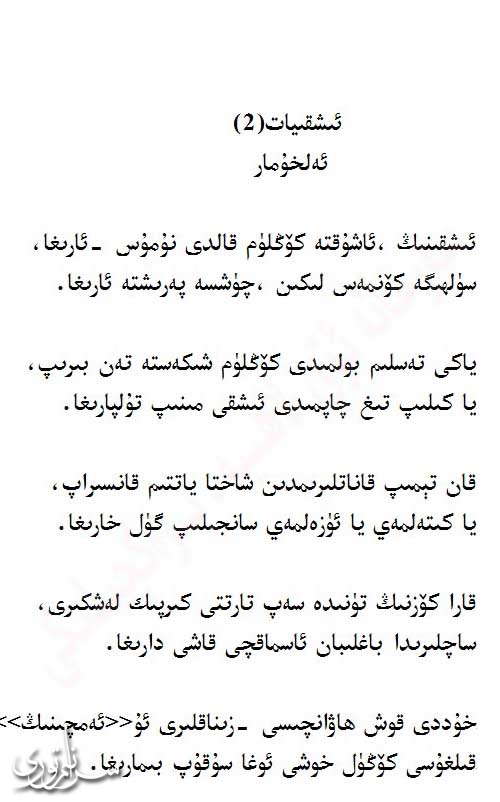 ئىشقىيات(2)
ئەلخۇمار
ئىشقىنىڭ ،ئاشۇقتە كۆڭلۈم قالدى نۇمۇس ـئارىغا،
سۈلھىگە كۆنمەس لىكىن ،چۈشسە پەرىشتە ئارىغا.
ياكى تەسلىم بولمىدى كۆڭلۈم شىكەستە تەن بىرىپ،
يا كىلىپ تىغ چاپمىدى ئىشقى مىنىپ تۇلپارىغا.
قان تېمىپ قاناتلىرىمدىن شاختا ياتتىم قانسىراپ،
يا كىتەلمەي يا ئۈزەلمەي سانجىلىپ گۈل خارىغا.
قارا كۆزنىڭ تۈنىدە سەپ تارتتى كىرپىك لەشكىرى،
ساچلىرىدا باغلىبان ئاسماقچى قاشى دارىغا.
خۇددى قوش ھاۋانچىسى ـزىناقلىرى ئۇ<<ئەمچىنىڭ>>
قىلغۇسى كۆڭۈل خوشى ئوغا سۇقۇپ بىمارىغا.